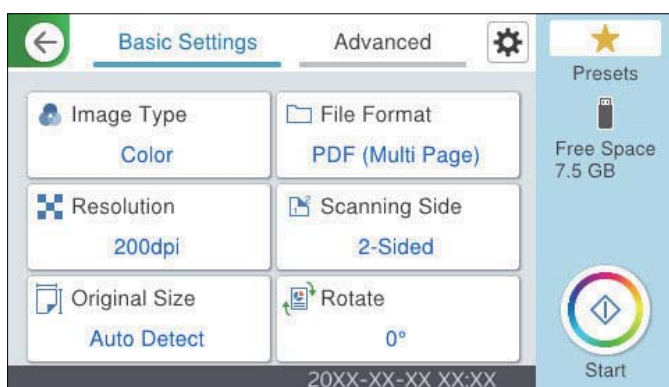 Basic Settings
Advanced
Presets
Image Type
Color
File Format
PDF (Multi Page)
Free Space
7.5 GB
Resolution
200dpi
Scanning Side
2-Sided
Original Size
Auto Detect
Rotate
0°
Start
20XX-XX-XX XX:XX